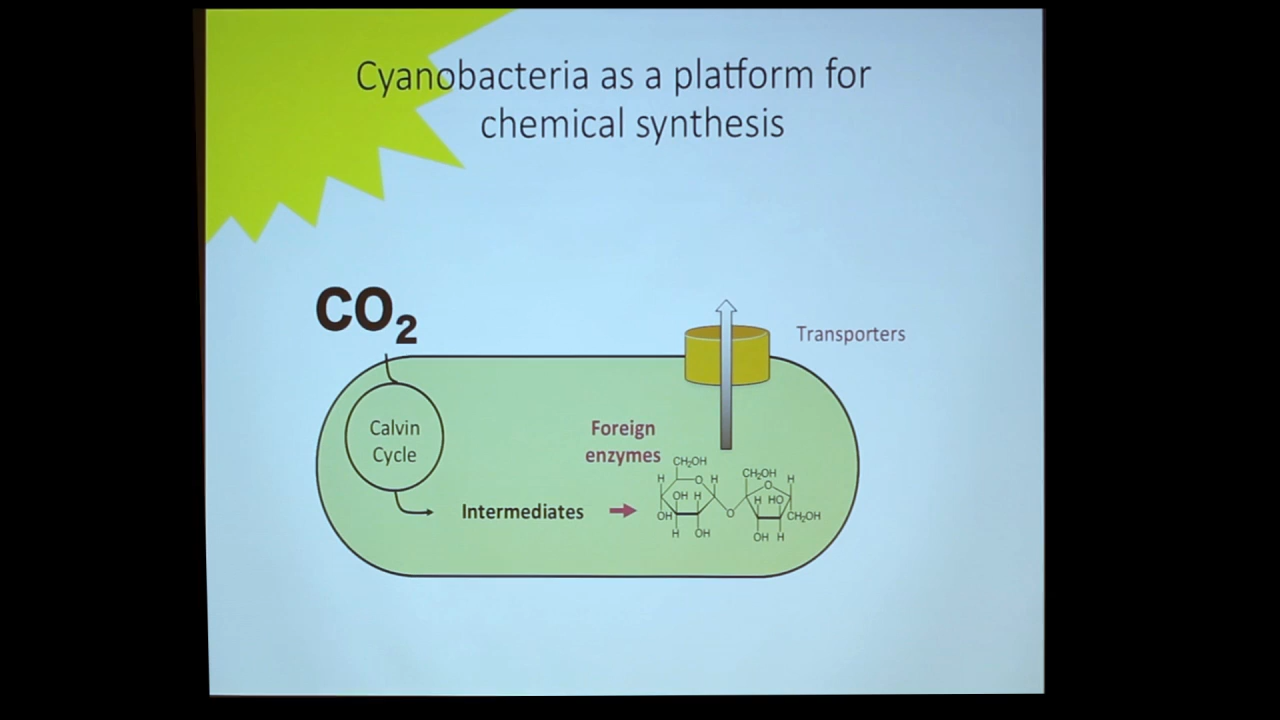 Cyanobacteria as a platform for
chemical synthesis
CO2
Transporters
Calvin
Cycle
Foreign
enzymes
Intermediates
CH2OH
H
O
H
OH H
OH
H
OH
O
CH2OH
O
H
H HO
CH2OH
OH H